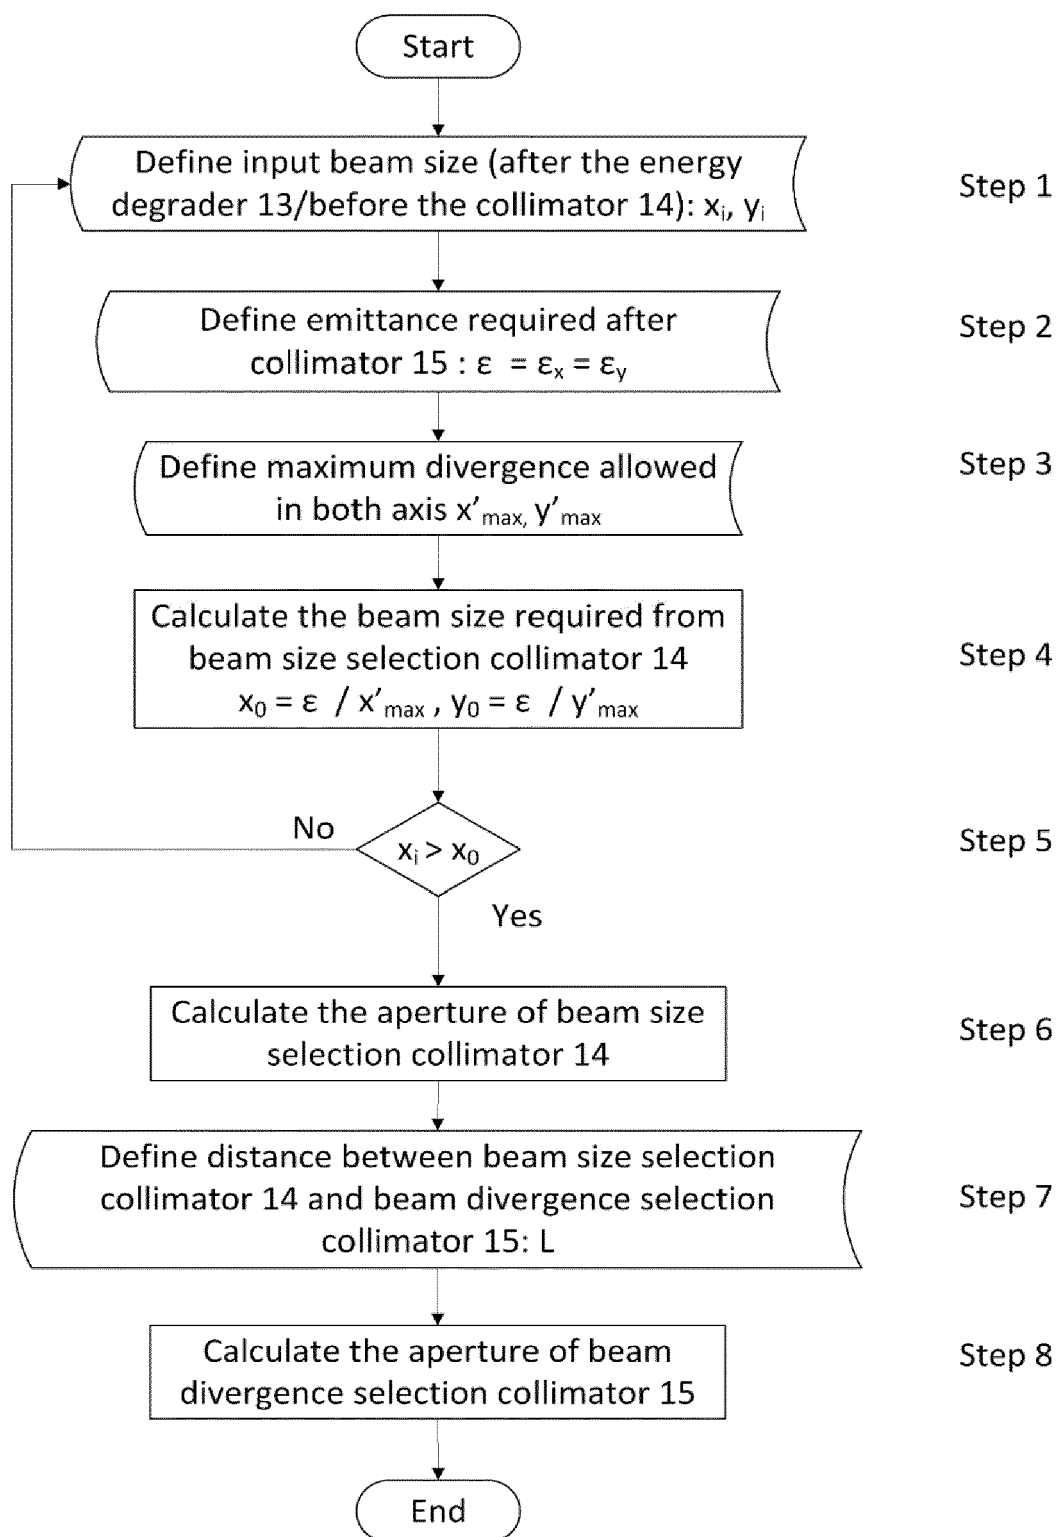 Start
Define input beam size (after the energy
degrader 13/before the collimator 14): xᵢ, yᵢ
Step 1
Define emittance required after
collimator 15 : ε = εₓ = εy
Step 2
Define maximum divergence allowed
in both axis x'max, y'max
Step 3
Calculate the beam size required from
beam size selection collimator 14
x₀ = ε / x'max , y₀ = ε / y'max
Step 4
No
xᵢ > x₀
Step 5
Yes
Calculate the aperture of beam size
selection collimator 14
Step 6
Define distance between beam size selection
collimator 14 and beam divergence selection
collimator 15: L
Step 7
Calculate the aperture of beam
divergence selection collimator 15
Step 8
End